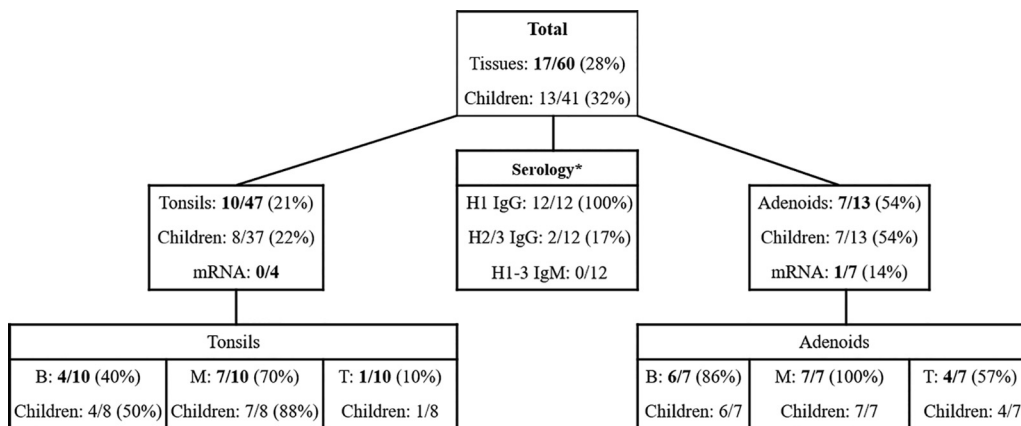 Total
Tissues: 17/60 (28%)
Children: 13/41 (32%)
Tonsils: 10/47 (21%)
Children: 8/37 (22%)
mRNA: 0/4
Serology*
H1 IgG: 12/12 (100%)
H2/3 IgG: 2/12 (17%)
H1-3 IgM: 0/12
Adenoids: 7/13 (54%)
Children: 7/13 (54%)
mRNA: 1/7 (14%)
Tonsils
B: 4/10 (40%)
Children: 4/8 (50%)
M: 7/10 (70%)
Children: 7/8 (88%)
T: 1/10 (10%)
Children: 1/8
Adenoids
B: 6/7 (86%)
Children: 6/7
M: 7/7 (100%)
Children: 7/7
T: 4/7 (57%)
Children: 4/7